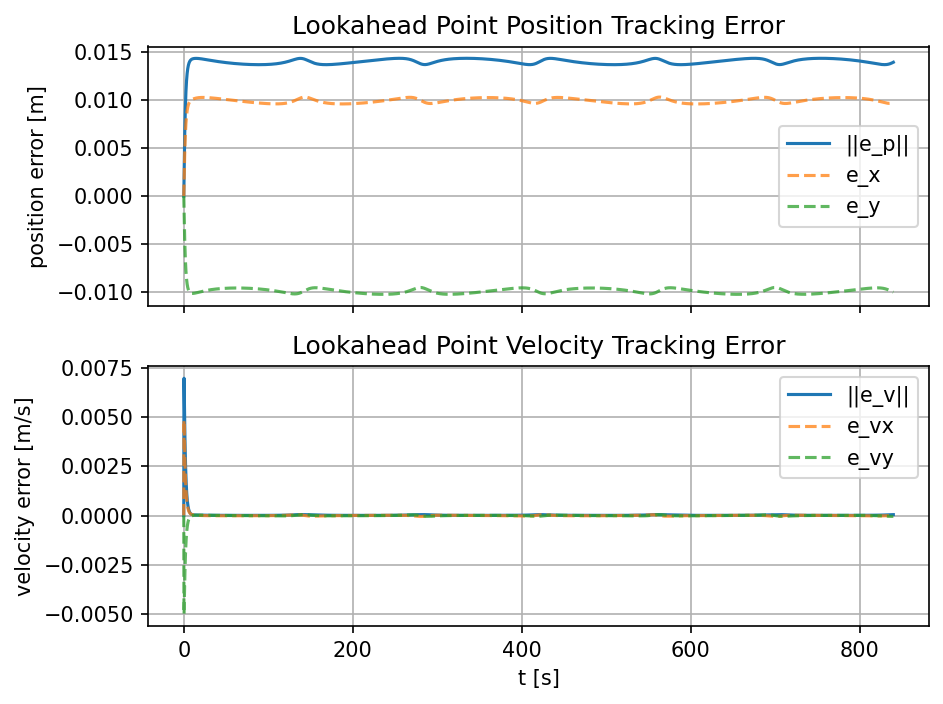 Lookahead Point Position Tracking Error
position error [m]
0.015
0.010
0.005
0.000
−0.005
−0.010
||e_p||
e_x
e_y
Lookahead Point Velocity Tracking Error
velocity error [m/s]
0.0075
0.0050
0.0025
0.0000
−0.0025
−0.0050
||e_v||
e_vx
e_vy
0
200
400
600
800
t [s]